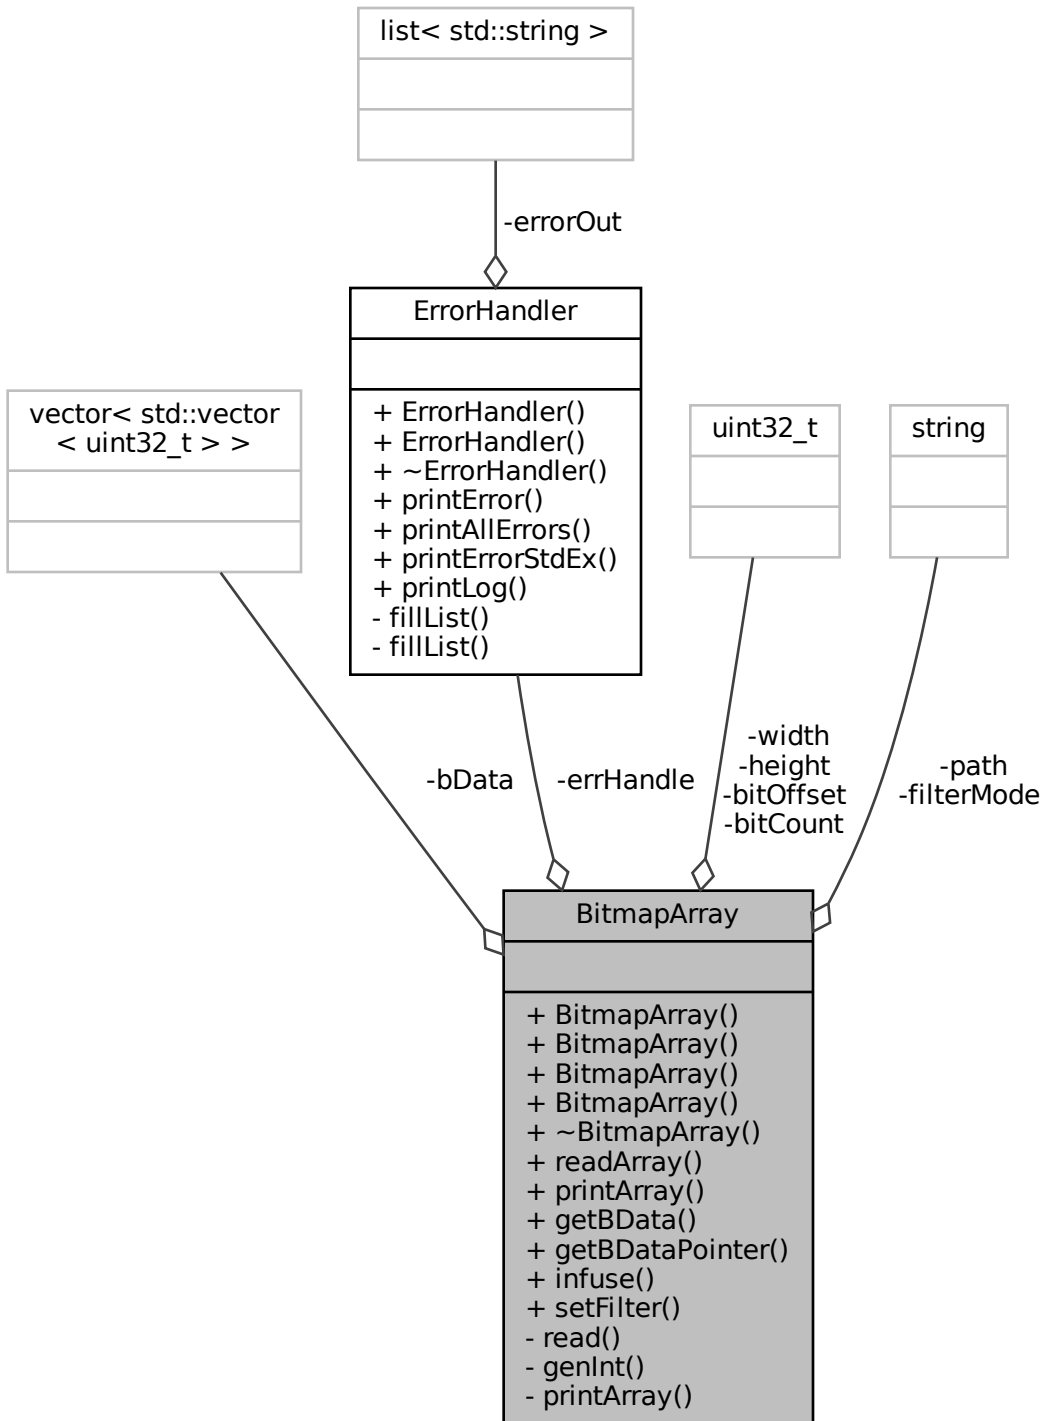 list< std::string >
-errorOut
ErrorHandler
+ ErrorHandler()
+ ErrorHandler()
+ ~ErrorHandler()
+ printError()
+ printAllErrors()
+ printErrorStdEx()
+ printLog()
- fillList()
- fillList()
vector< std::vector
< uint32_t > >
uint32_t
string
-bData
-errHandle
-width
-height
-bitOffset
-bitCount
-path
-filterMode
BitmapArray
+ BitmapArray()
+ BitmapArray()
+ BitmapArray()
+ BitmapArray()
+ ~BitmapArray()
+ readArray()
+ printArray()
+ getBData()
+ getBDataPointer()
+ infuse()
+ setFilter()
- read()
- genInt()
- printArray()